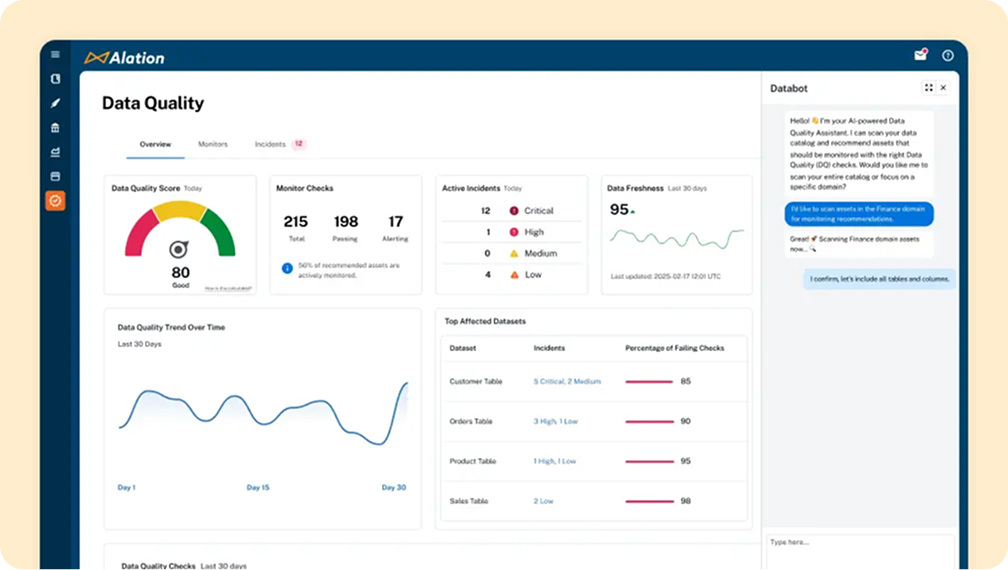 Alation
Data Quality
Overview
Monitors
Incidents 12
Data Quality Score Today
80
Good
How is this calculated?
Monitor Checks
215
Total
198
Passing
17
Alerting
56% of recommended assets are
actively monitored.
Active Incidents Today
12 Critical
1 High
0 Medium
4 Low
Data Freshness Last 30 days
95
Last updated: 2025-02-17 12:01 UTC
Data Quality Trend Over Time
Last 30 Days
Day 1
Day 15
Day 30
Top Affected Datasets
Dataset Incidents Percentage of Failing Checks
Customer Table 5 Critical, 2 Medium 85
Orders Table 3 High, 1 Low 90
Product Table 1 High, 1 Low 95
Sales Table 2 Low 98
Data Quality Checks Last 30 days
Databot
Hello! 👋 I'm your AI-powered Data
Quality Assistant. I can scan your data
catalog and recommend assets that
should be monitored with the right Data
Quality (DQ) checks. Would you like me to
scan your entire catalog or focus on a
specific domain?
I'd like to scan assets in the Finance domain
for monitoring recommendations.
Great! 🚀 Scanning Finance domain assets
now... 🔍
I confirm, let's include all tables and columns.
Type here...